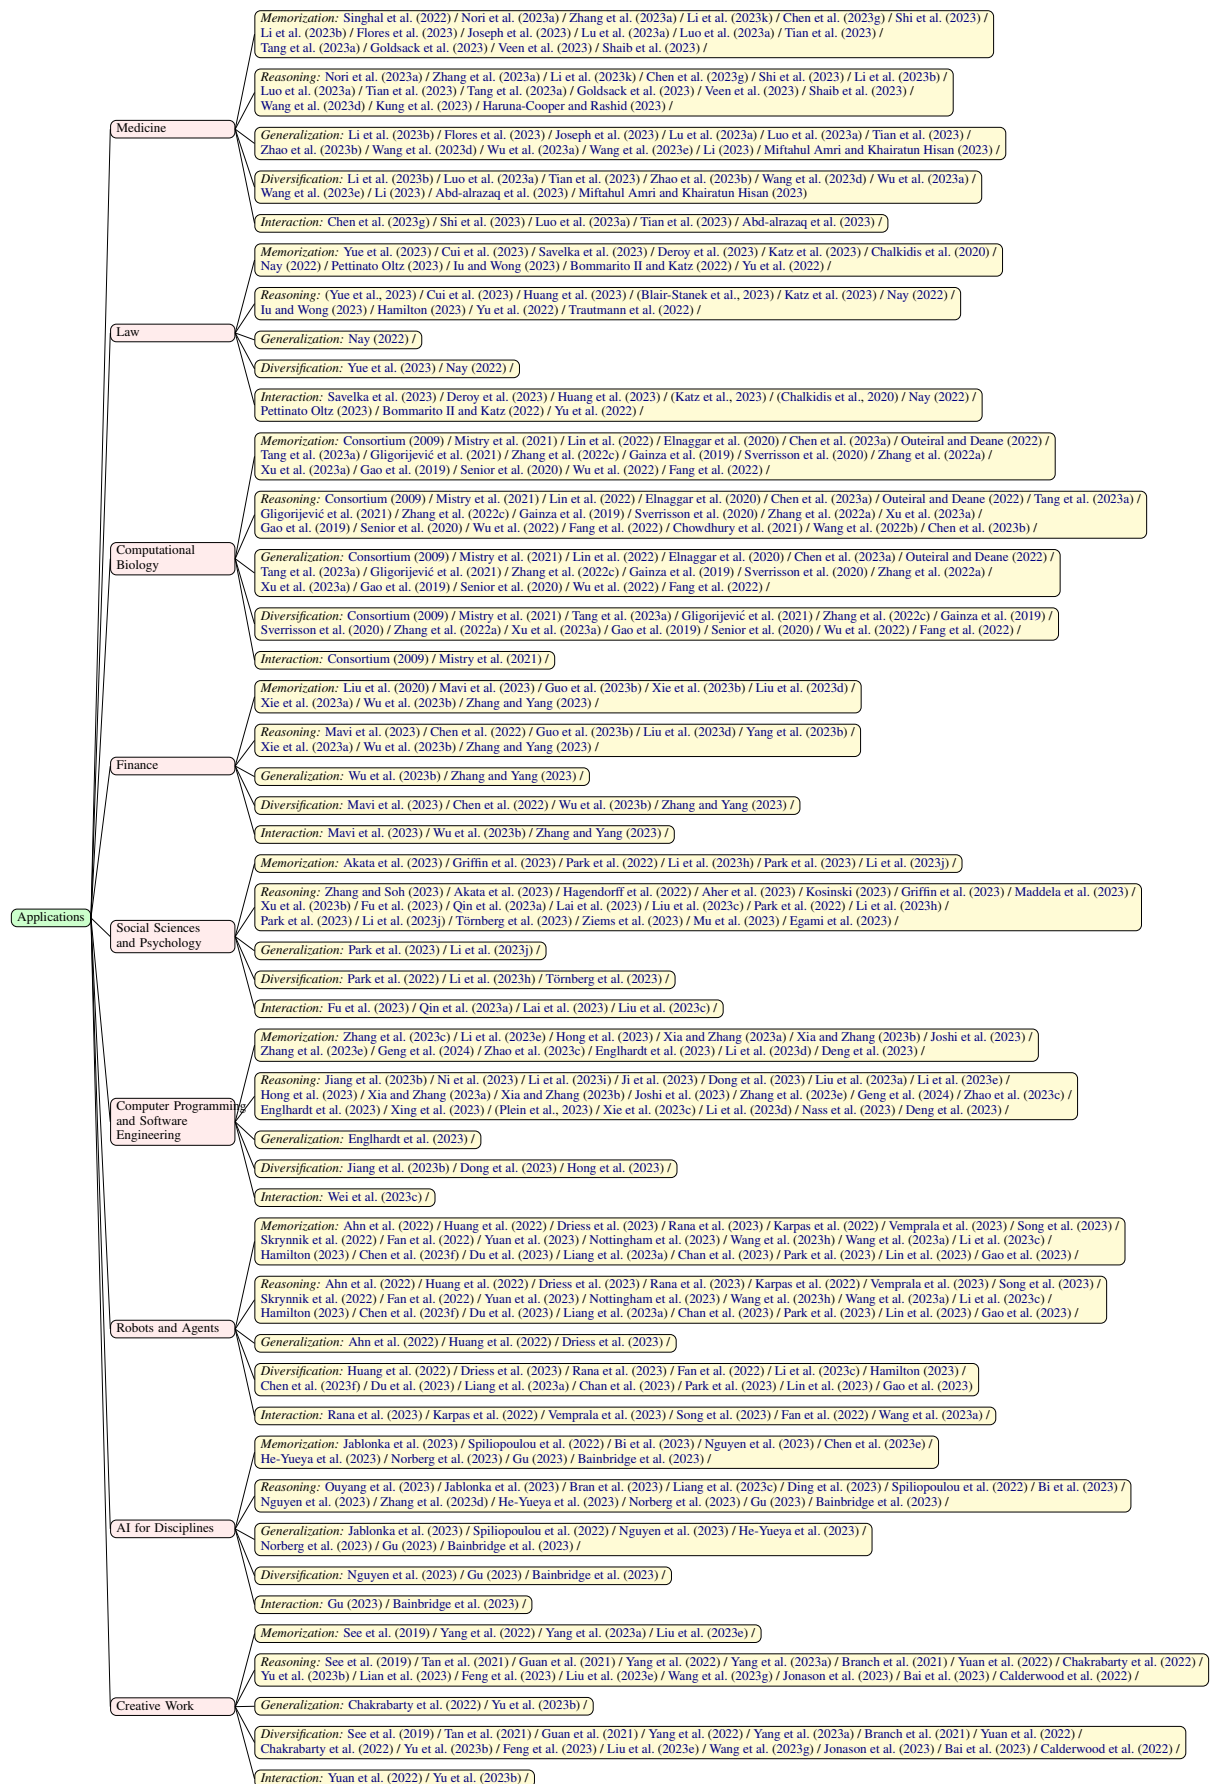 Applications
Medicine
Memorization: Singhal et al. (2022) / Nori et al. (2023a) / Zhang et al. (2023a) / Li et al. (2023k) / Chen et al. (2023g) / Shi et al. (2023) /
Li et al. (2023b) / Flores et al. (2023) / Joseph et al. (2023) / Lu et al. (2023a) / Luo et al. (2023a) / Tian et al. (2023) /
Tang et al. (2023a) / Goldsack et al. (2023) / Veen et al. (2023) / Shaib et al. (2023) /
Reasoning: Nori et al. (2023a) / Zhang et al. (2023a) / Li et al. (2023k) / Chen et al. (2023g) / Shi et al. (2023) / Li et al. (2023b) /
Luo et al. (2023a) / Tian et al. (2023) / Tang et al. (2023a) / Goldsack et al. (2023) / Veen et al. (2023) / Shaib et al. (2023) /
Wang et al. (2023d) / Kung et al. (2023) / Haruna-Cooper and Rashid (2023) /
Generalization: Li et al. (2023b) / Flores et al. (2023) / Joseph et al. (2023) / Lu et al. (2023a) / Luo et al. (2023a) / Tian et al. (2023) /
Zhao et al. (2023b) / Wang et al. (2023d) / Wu et al. (2023a) / Wang et al. (2023e) / Li (2023) / Miftahul Amri and Khairatun Hisan (2023) /
Diversification: Li et al. (2023b) / Luo et al. (2023a) / Tian et al. (2023) / Zhao et al. (2023b) / Wang et al. (2023d) / Wu et al. (2023a) /
Wang et al. (2023e) / Li (2023) / Abd-alrazaq et al. (2023) / Miftahul Amri and Khairatun Hisan (2023)
Interaction: Chen et al. (2023g) / Shi et al. (2023) / Luo et al. (2023a) / Tian et al. (2023) / Abd-alrazaq et al. (2023) /
Law
Memorization: Yue et al. (2023) / Cui et al. (2023) / Savelka et al. (2023) / Deroy et al. (2023) / Katz et al. (2023) / Chalkidis et al. (2020) /
Nay (2022) / Pettinato Oltz (2023) / Iu and Wong (2023) / Bommarito II and Katz (2022) / Yu et al. (2022) /
Reasoning: (Yue et al., 2023) / Cui et al. (2023) / Huang et al. (2023) / (Blair-Stanek et al., 2023) / Katz et al. (2023) / Nay (2022) /
Iu and Wong (2023) / Hamilton (2023) / Yu et al. (2022) / Trautmann et al. (2022) /
Generalization: Nay (2022) /
Diversification: Yue et al. (2023) / Nay (2022) /
Interaction: Savelka et al. (2023) / Deroy et al. (2023) / Huang et al. (2023) / (Katz et al., 2023) / (Chalkidis et al., 2020) / Nay (2022) /
Pettinato Oltz (2023) / Bommarito II and Katz (2022) / Yu et al. (2022) /
Computational
Biology
Memorization: Consortium (2009) / Mistry et al. (2021) / Lin et al. (2022) / Elnaggar et al. (2020) / Chen et al. (2023a) / Outeiral and Deane (2022) /
Tang et al. (2023a) / Gligorijević et al. (2021) / Zhang et al. (2022c) / Gainza et al. (2019) / Sverrisson et al. (2020) / Zhang et al. (2022a) /
Xu et al. (2023a) / Gao et al. (2019) / Senior et al. (2020) / Wu et al. (2022) / Fang et al. (2022) /
Reasoning: Consortium (2009) / Mistry et al. (2021) / Lin et al. (2022) / Elnaggar et al. (2020) / Chen et al. (2023a) / Outeiral and Deane (2022) / Tang et al. (2023a) /
Gligorijević et al. (2021) / Zhang et al. (2022c) / Gainza et al. (2019) / Sverrisson et al. (2020) / Zhang et al. (2022a) / Xu et al. (2023a) /
Gao et al. (2019) / Senior et al. (2020) / Wu et al. (2022) / Fang et al. (2022) / Chowdhury et al. (2021) / Wang et al. (2022b) / Chen et al. (2023b) /
Generalization: Consortium (2009) / Mistry et al. (2021) / Lin et al. (2022) / Elnaggar et al. (2020) / Chen et al. (2023a) / Outeiral and Deane (2022) /
Tang et al. (2023a) / Gligorijević et al. (2021) / Zhang et al. (2022c) / Gainza et al. (2019) / Sverrisson et al. (2020) / Zhang et al. (2022a) /
Xu et al. (2023a) / Gao et al. (2019) / Senior et al. (2020) / Wu et al. (2022) / Fang et al. (2022) /
Diversification: Consortium (2009) / Mistry et al. (2021) / Tang et al. (2023a) / Gligorijević et al. (2021) / Zhang et al. (2022c) / Gainza et al. (2019) /
Sverrisson et al. (2020) / Zhang et al. (2022a) / Xu et al. (2023a) / Gao et al. (2019) / Senior et al. (2020) / Wu et al. (2022) / Fang et al. (2022) /
Interaction: Consortium (2009) / Mistry et al. (2021) /
Finance
Memorization: Liu et al. (2020) / Mavi et al. (2023) / Guo et al. (2023b) / Xie et al. (2023b) / Liu et al. (2023d) /
Xie et al. (2023a) / Wu et al. (2023b) / Zhang and Yang (2023) /
Reasoning: Mavi et al. (2023) / Chen et al. (2022) / Guo et al. (2023b) / Liu et al. (2023d) / Yang et al. (2023b) /
Xie et al. (2023a) / Wu et al. (2023b) / Zhang and Yang (2023) /
Generalization: Wu et al. (2023b) / Zhang and Yang (2023) /
Diversification: Mavi et al. (2023) / Chen et al. (2022) / Wu et al. (2023b) / Zhang and Yang (2023) /
Interaction: Mavi et al. (2023) / Wu et al. (2023b) / Zhang and Yang (2023) /
Social Sciences
and Psychology
Memorization: Akata et al. (2023) / Griffin et al. (2023) / Park et al. (2022) / Li et al. (2023h) / Park et al. (2023) / Li et al. (2023j) /
Reasoning: Zhang and Soh (2023) / Akata et al. (2023) / Hagendorff et al. (2022) / Aher et al. (2023) / Kosinski (2023) / Griffin et al. (2023) / Maddela et al. (2023) /
Xu et al. (2023b) / Fu et al. (2023) / Qin et al. (2023a) / Lai et al. (2023) / Liu et al. (2023c) / Park et al. (2022) / Li et al. (2023h) /
Park et al. (2023) / Li et al. (2023j) / Törnberg et al. (2023) / Ziems et al. (2023) / Mu et al. (2023) / Egami et al. (2023) /
Generalization: Park et al. (2023) / Li et al. (2023j) /
Diversification: Park et al. (2022) / Li et al. (2023h) / Törnberg et al. (2023) /
Interaction: Fu et al. (2023) / Qin et al. (2023a) / Lai et al. (2023) / Liu et al. (2023c) /
Computer Programming
and Software
Engineering
Memorization: Zhang et al. (2023c) / Li et al. (2023e) / Hong et al. (2023) / Xia and Zhang (2023a) / Xia and Zhang (2023b) / Joshi et al. (2023) /
Zhang et al. (2023e) / Geng et al. (2024) / Zhao et al. (2023c) / Englhardt et al. (2023) / Li et al. (2023d) / Deng et al. (2023) /
Reasoning: Jiang et al. (2023b) / Ni et al. (2023) / Li et al. (2023i) / Ji et al. (2023) / Dong et al. (2023) / Liu et al. (2023a) / Li et al. (2023e) /
Hong et al. (2023) / Xia and Zhang (2023a) / Xia and Zhang (2023b) / Joshi et al. (2023) / Zhang et al. (2023e) / Geng et al. (2024) / Zhao et al. (2023c) /
Englhardt et al. (2023) / Xing et al. (2023) / (Plein et al., 2023) / Xie et al. (2023c) / Li et al. (2023d) / Nass et al. (2023) / Deng et al. (2023) /
Generalization: Englhardt et al. (2023) /
Diversification: Jiang et al. (2023b) / Dong et al. (2023) / Hong et al. (2023) /
Interaction: Wei et al. (2023c) /
Robots and Agents
Memorization: Ahn et al. (2022) / Huang et al. (2022) / Driess et al. (2023) / Rana et al. (2023) / Karpas et al. (2022) / Vemprala et al. (2023) / Song et al. (2023) /
Skrynnik et al. (2022) / Fan et al. (2022) / Yuan et al. (2023) / Nottingham et al. (2023) / Wang et al. (2023h) / Wang et al. (2023a) / Li et al. (2023c) /
Hamilton (2023) / Chen et al. (2023f) / Du et al. (2023) / Liang et al. (2023a) / Chan et al. (2023) / Park et al. (2023) / Lin et al. (2023) / Gao et al. (2023) /
Reasoning: Ahn et al. (2022) / Huang et al. (2022) / Driess et al. (2023) / Rana et al. (2023) / Karpas et al. (2022) / Vemprala et al. (2023) / Song et al. (2023) /
Skrynnik et al. (2022) / Fan et al. (2022) / Yuan et al. (2023) / Nottingham et al. (2023) / Wang et al. (2023h) / Wang et al. (2023a) / Li et al. (2023c) /
Hamilton (2023) / Chen et al. (2023f) / Du et al. (2023) / Liang et al. (2023a) / Chan et al. (2023) / Park et al. (2023) / Lin et al. (2023) / Gao et al. (2023) /
Generalization: Ahn et al. (2022) / Huang et al. (2022) / Driess et al. (2023) /
Diversification: Huang et al. (2022) / Driess et al. (2023) / Rana et al. (2023) / Fan et al. (2022) / Li et al. (2023c) / Hamilton (2023) /
Chen et al. (2023f) / Du et al. (2023) / Liang et al. (2023a) / Chan et al. (2023) / Park et al. (2023) / Lin et al. (2023) / Gao et al. (2023)
Interaction: Rana et al. (2023) / Karpas et al. (2022) / Vemprala et al. (2023) / Song et al. (2023) / Fan et al. (2022) / Wang et al. (2023a) /
AI for Disciplines
Memorization: Jablonka et al. (2023) / Spiliopoulou et al. (2022) / Bi et al. (2023) / Nguyen et al. (2023) / Chen et al. (2023e) /
He-Yueya et al. (2023) / Norberg et al. (2023) / Gu (2023) / Bainbridge et al. (2023) /
Reasoning: Ouyang et al. (2023) / Jablonka et al. (2023) / Bran et al. (2023) / Liang et al. (2023c) / Ding et al. (2023) / Spiliopoulou et al. (2022) / Bi et al. (2023) /
Nguyen et al. (2023) / Zhang et al. (2023d) / He-Yueya et al. (2023) / Norberg et al. (2023) / Gu (2023) / Bainbridge et al. (2023) /
Generalization: Jablonka et al. (2023) / Spiliopoulou et al. (2022) / Nguyen et al. (2023) / He-Yueya et al. (2023) /
Norberg et al. (2023) / Gu (2023) / Bainbridge et al. (2023) /
Diversification: Nguyen et al. (2023) / Gu (2023) / Bainbridge et al. (2023) /
Interaction: Gu (2023) / Bainbridge et al. (2023) /
Creative Work
Memorization: See et al. (2019) / Yang et al. (2022) / Yang et al. (2023a) / Liu et al. (2023e) /
Reasoning: See et al. (2019) / Tan et al. (2021) / Guan et al. (2021) / Yang et al. (2022) / Yang et al. (2023a) / Branch et al. (2021) / Yuan et al. (2022) / Chakrabarty et al. (2022) /
Yu et al. (2023b) / Lian et al. (2023) / Feng et al. (2023) / Liu et al. (2023e) / Wang et al. (2023g) / Jonason et al. (2023) / Bai et al. (2023) / Calderwood et al. (2022) /
Generalization: Chakrabarty et al. (2022) / Yu et al. (2023b) /
Diversification: See et al. (2019) / Tan et al. (2021) / Guan et al. (2021) / Yang et al. (2022) / Yang et al. (2023a) / Branch et al. (2021) / Yuan et al. (2022) /
Chakrabarty et al. (2022) / Yu et al. (2023b) / Feng et al. (2023) / Liu et al. (2023e) / Wang et al. (2023g) / Jonason et al. (2023) / Bai et al. (2023) / Calderwood et al. (2022) /
Interaction: Yuan et al. (2022) / Yu et al. (2023b) /